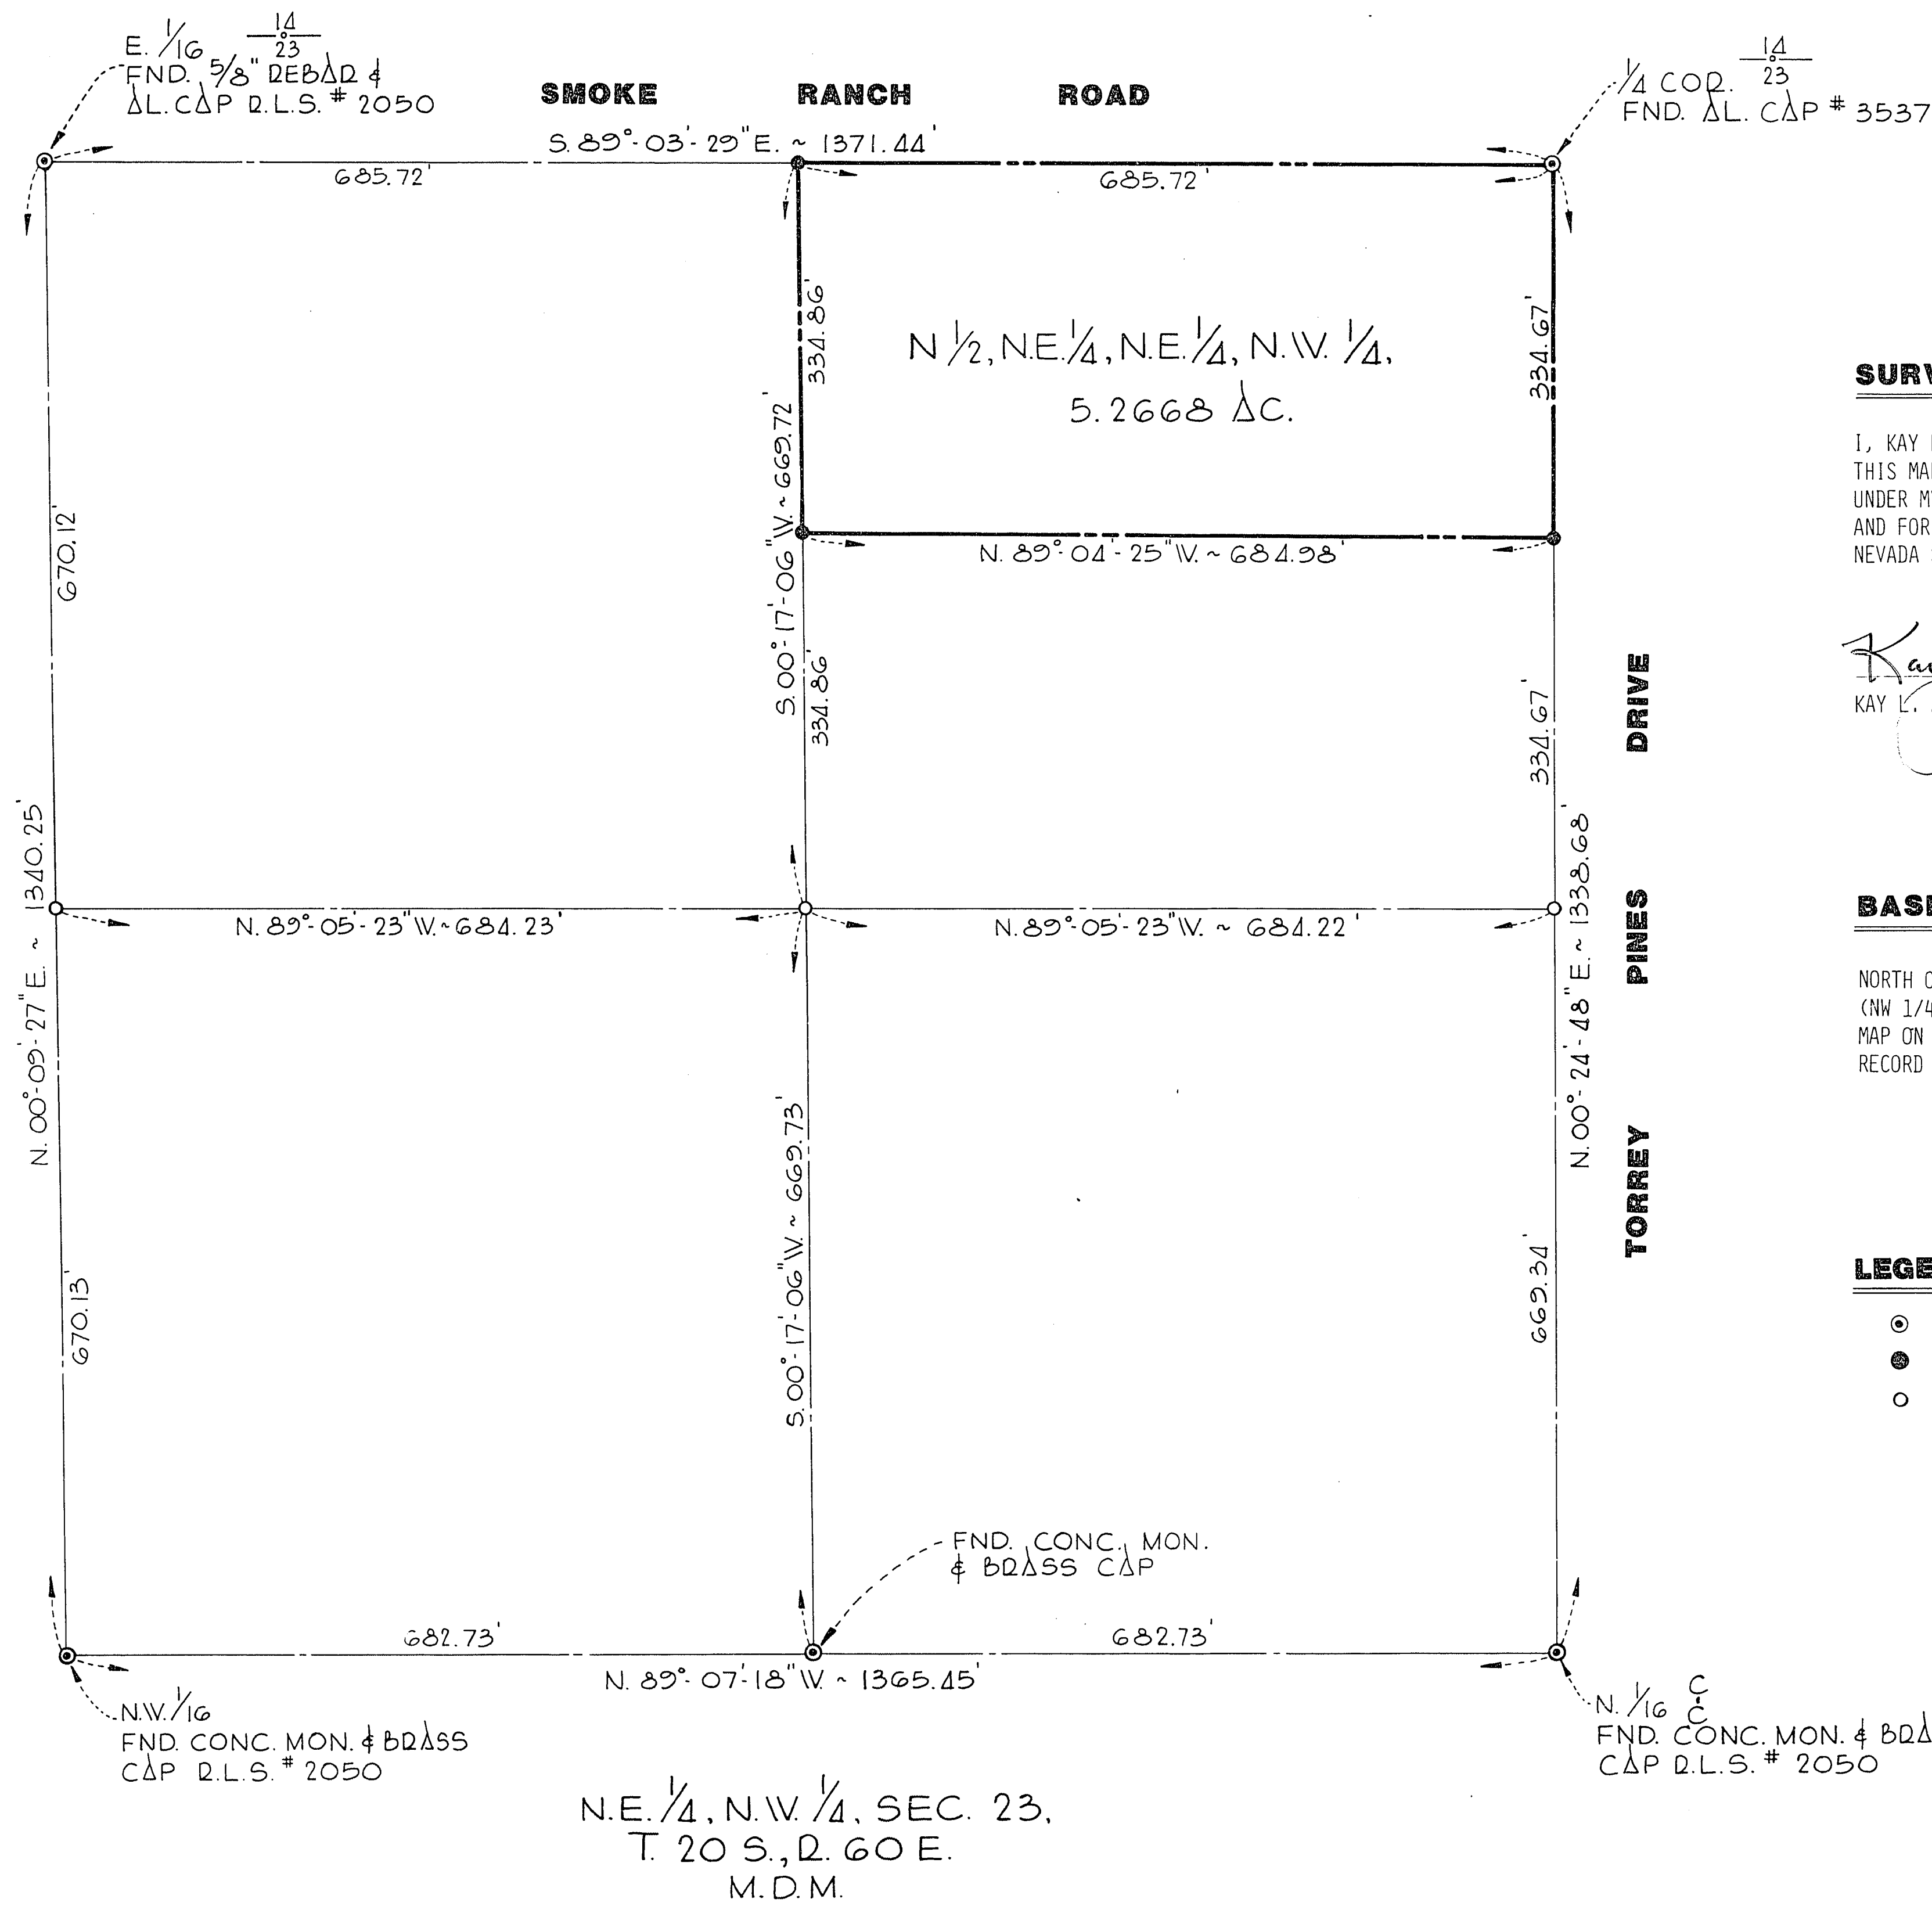 E. 1/16 14/23
FND. 5/8" REBAR &
AL. CAP R.L.S. # 2050
SMOKE RANCH ROAD
S. 89°-03'-29" E. ~ 1371.44'
685.72'
685.72'
1/4 COR. 14/23
FND. AL. CAP # 3537
334.86'
334.67'
N 1/2, N.E. 1/4, N.E. 1/4, N.W. 1/4,
5.2668 AC.
S. 00°-17'-06" W. ~ 669.72'
670.12'
N. 89°-04'-25" W. ~ 684.98'
334.86'
334.67'
N. 00°-09'-27" E. ~ 1340.25'
N. 89°-05'-23" W. ~ 684.23'
N. 89°-05'-23" W. ~ 684.22'
N. 00°-24'-48" E. ~ 1338.68'
TORREY PINES DRIVE
S. 00°-17'-06" W. ~ 669.73'
670.13'
669.34'
FND. CONC. MON.
& BRASS CAP
682.73'
682.73'
N. 89°-07'-18" W. ~ 1365.45'
N.W. 1/16
FND. CONC. MON. & BRASS
CAP R.L.S. # 2050
N. 1/16 C C
FND. CONC. MON. & BRA
CAP R.L.S. # 2050
N.E. 1/4, N.W. 1/4, SEC. 23,
T. 20 S., R. 60 E.
M.D.M.
SURV
I, KAY
THIS MA
UNDER M
AND FOR
NEVADA
Kay
KAY L.
BASI
NORTH O
(NW 1/4
MAP ON
RECORD
LEGE